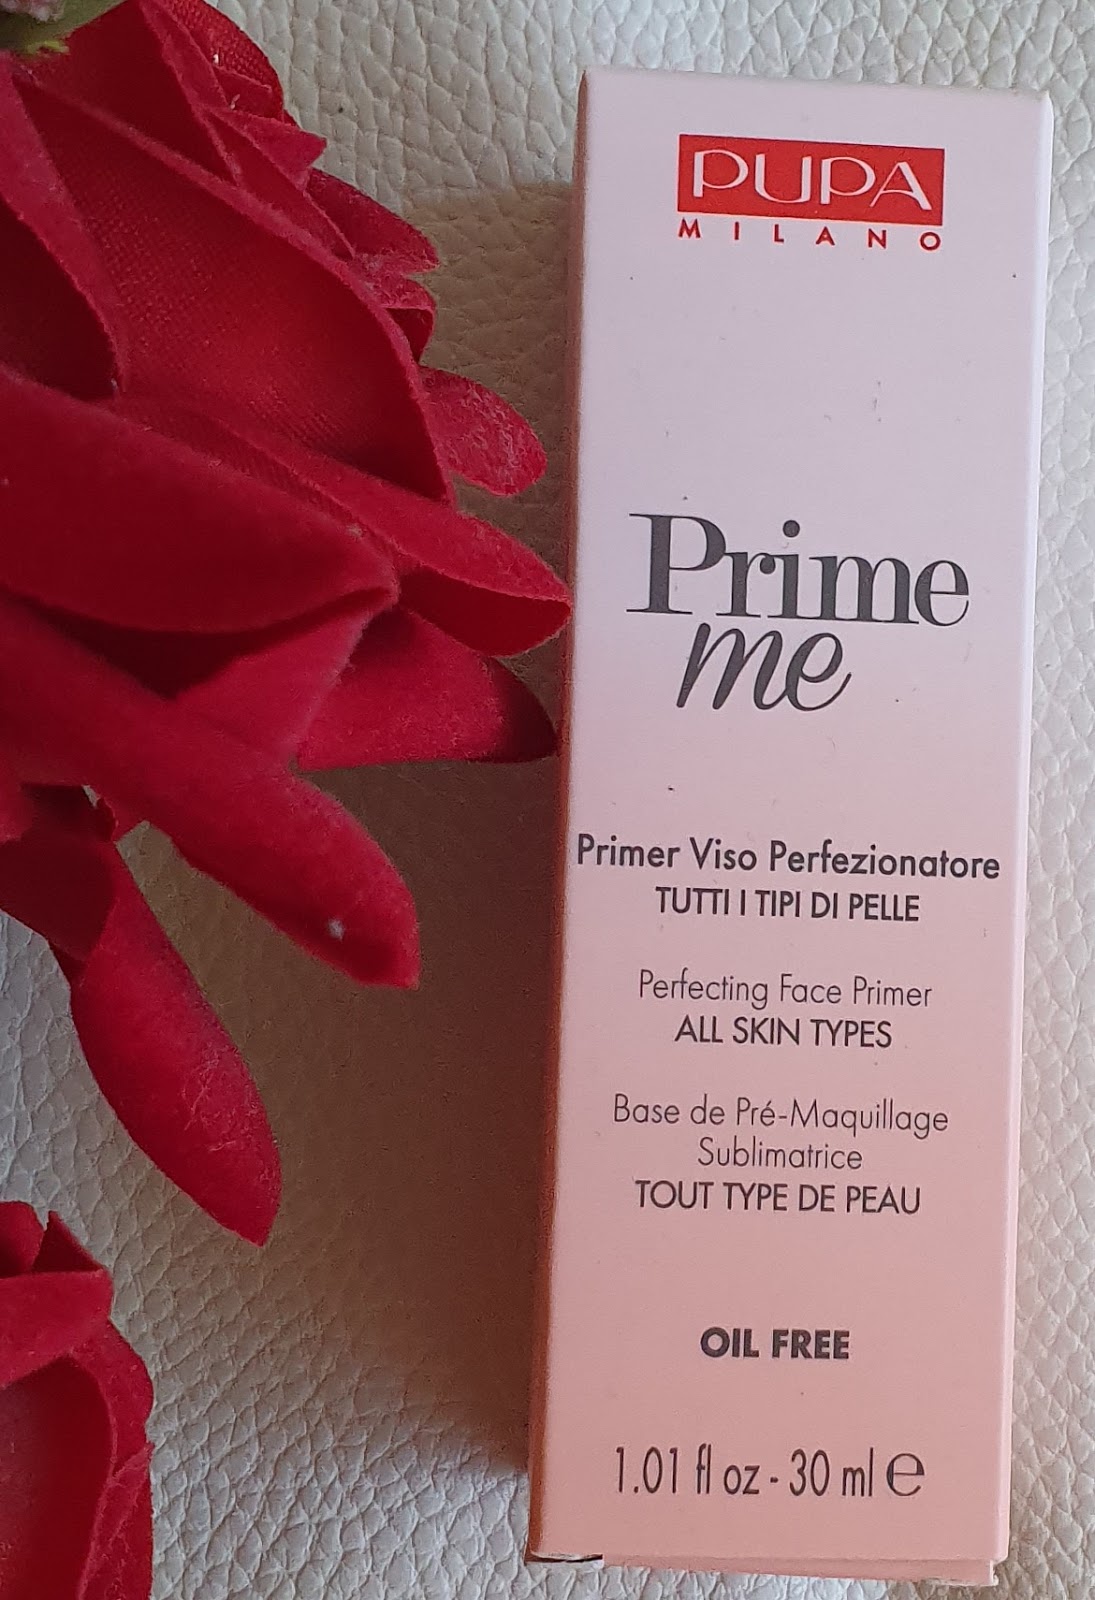 PUPA
MILANO
Prime
me
Primer Viso Perfezionatore
TUTTI I TIPI DI PELLE
Perfecting Face Primer
ALL SKIN TYPES
Base de Pré-Maquillage
Sublimatrice
TOUT TYPE DE PEAU
OIL FREE
1.01 fl oz - 30 ml ℮